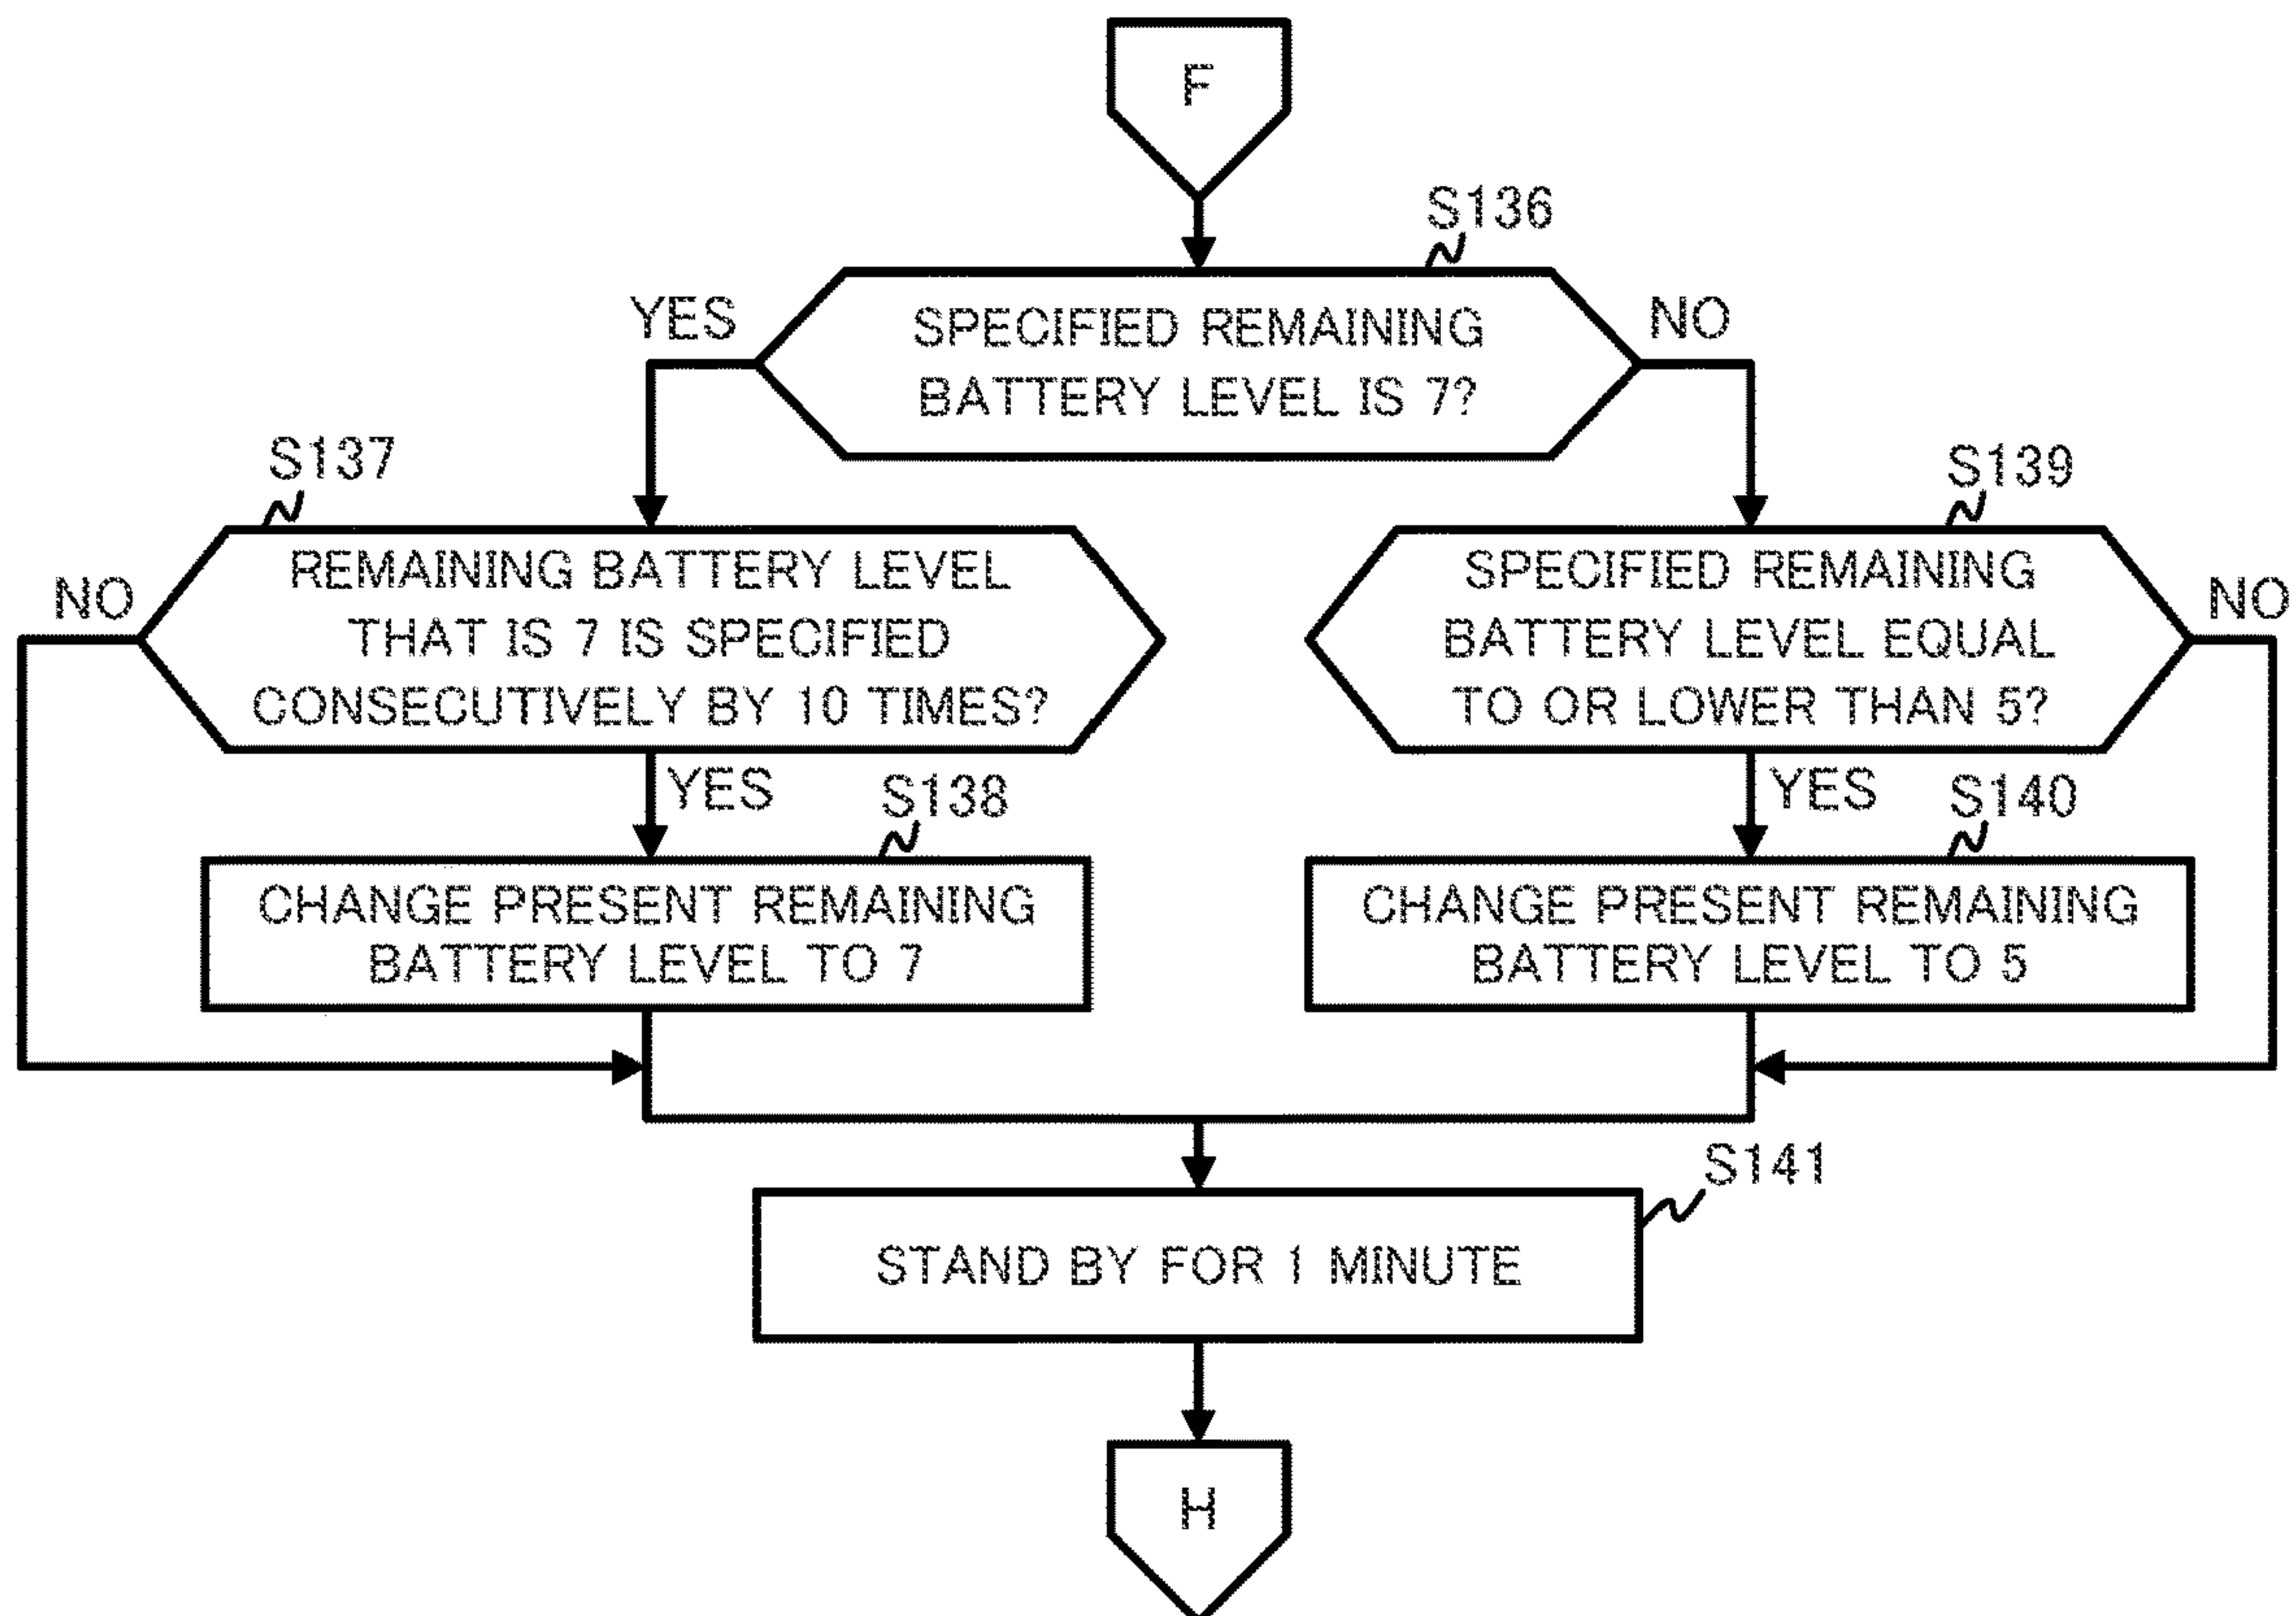 F
S136
YES
SPECIFIED REMAINING
BATTERY LEVEL IS 7?
NO
S137
S139
NO
REMAINING BATTERY LEVEL
THAT IS 7 IS SPECIFIED
CONSECUTIVELY BY 10 TIMES?
SPECIFIED REMAINING
BATTERY LEVEL EQUAL
TO OR LOWER THAN 5?
NO
YES
S138
YES
S140
CHANGE PRESENT REMAINING
BATTERY LEVEL TO 7
CHANGE PRESENT REMAINING
BATTERY LEVEL TO 5
S141
STAND BY FOR 1 MINUTE
H